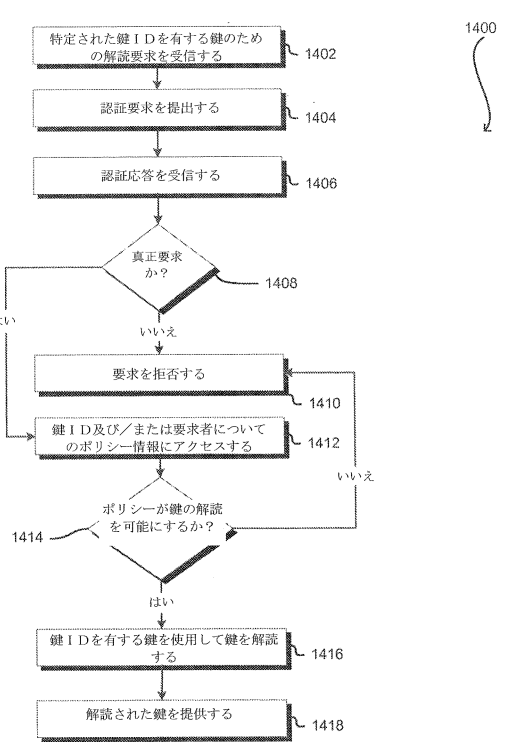 1400
特定された鍵IDを有する鍵のため
の解読要求を受信する
1402
認証要求を提出する
1404
認証応答を受信する
1406
真正要求
か?
1408
はい
いいえ
要求を拒否する
1410
鍵ID及び/または要求者について
のポリシー情報にアクセスする
1412
いいえ
ポリシーが鍵の解読
を可能にするか?
1414
はい
鍵IDを有する鍵を使用して鍵を解読
する
1416
解読された鍵を提供する
1418